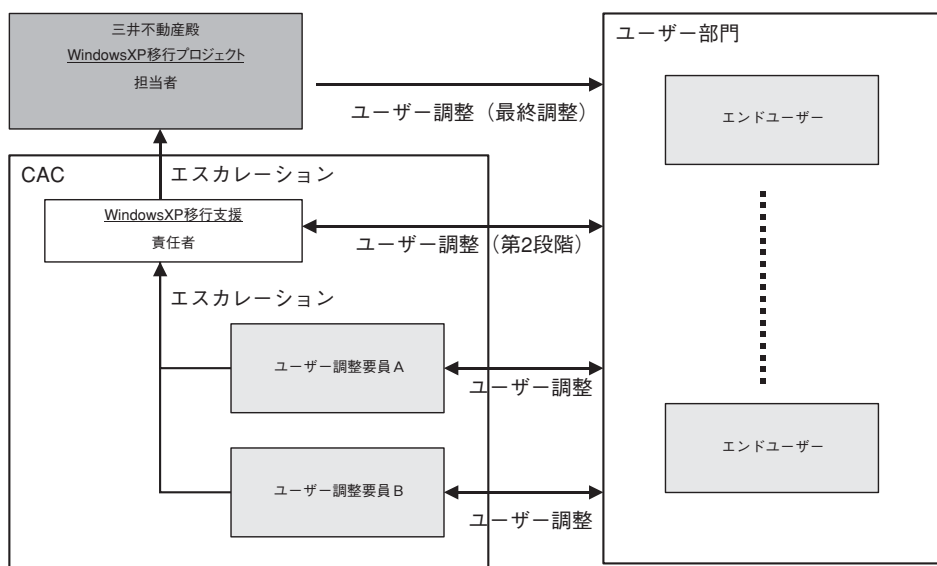 三井不動産殿
WindowsXP移行プロジェクト
担当者
ユーザー調整（最終調整）
エスカレーション
CAC
WindowsXP移行支援
責任者
ユーザー調整（第2段階）
エスカレーション
ユーザー調整要員A
ユーザー調整
ユーザー調整要員B
ユーザー調整
ユーザー部門
エンドユーザー
エンドユーザー